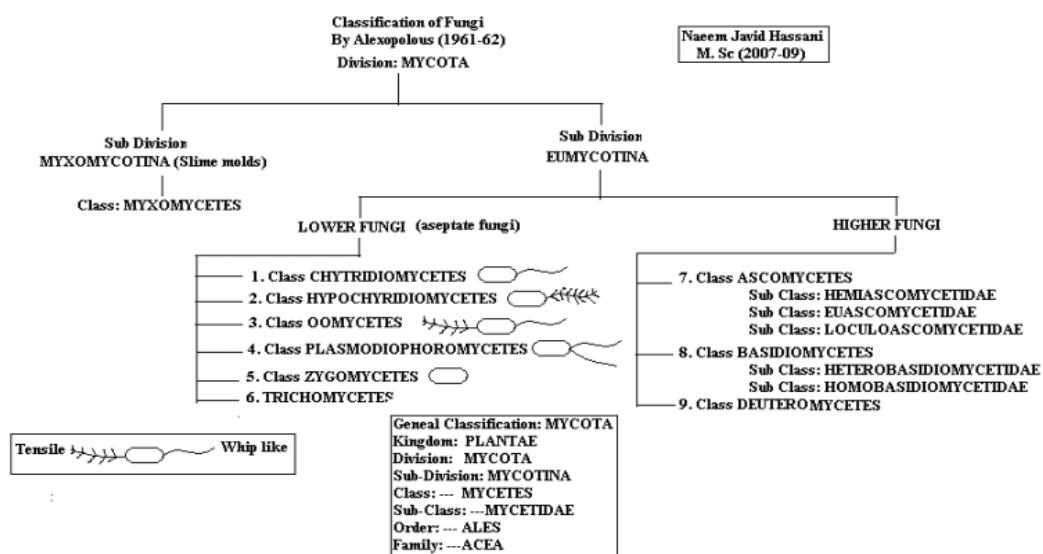 Classification of Fungi
By Alexopolous (1961-62)
Division: MYCOTA
Naeem Javid Hassani
M. Sc (2007-09)
Sub Division
MYXOMYCOTINA (Slime molds)
Class: MYXOMYCETES
Sub Division
EUMYCOTINA
LOWER FUNGI (aseptate fungi)
1. Class CHYTRIDIOMYCETES
2. Class HYPOCHYRIDIOMYCETES
3. Class OOMYCETES
4. Class PLASMODIOPHOROMYCETES
5. Class ZYGOMYCETES
6. TRICHOMYCETES
HIGHER FUNGI
7. Class ASCOMYCETES
Sub Class: HEMIASCOMYCETIDAE
Sub Class: EUASCOMYCETIDAE
Sub Class: LOCULOASCOMYCETIDAE
8. Class BASIDIOMYCETES
Sub Class: HETEROBASIDIOMYCETIDAE
Sub Class: HOMOBASIDIOMYCETIDAE
9. Class DEUTEROMYCETES
Tensile Whip like
Geneal Classification: MYCOTA
Kingdom: PLANTAE
Division: MYCOTA
Sub-Division: MYCOTINA
Class: --- MYCETES
Sub-Class: ---MYCETIDAE
Order: --- ALES
Family: ---ACEA